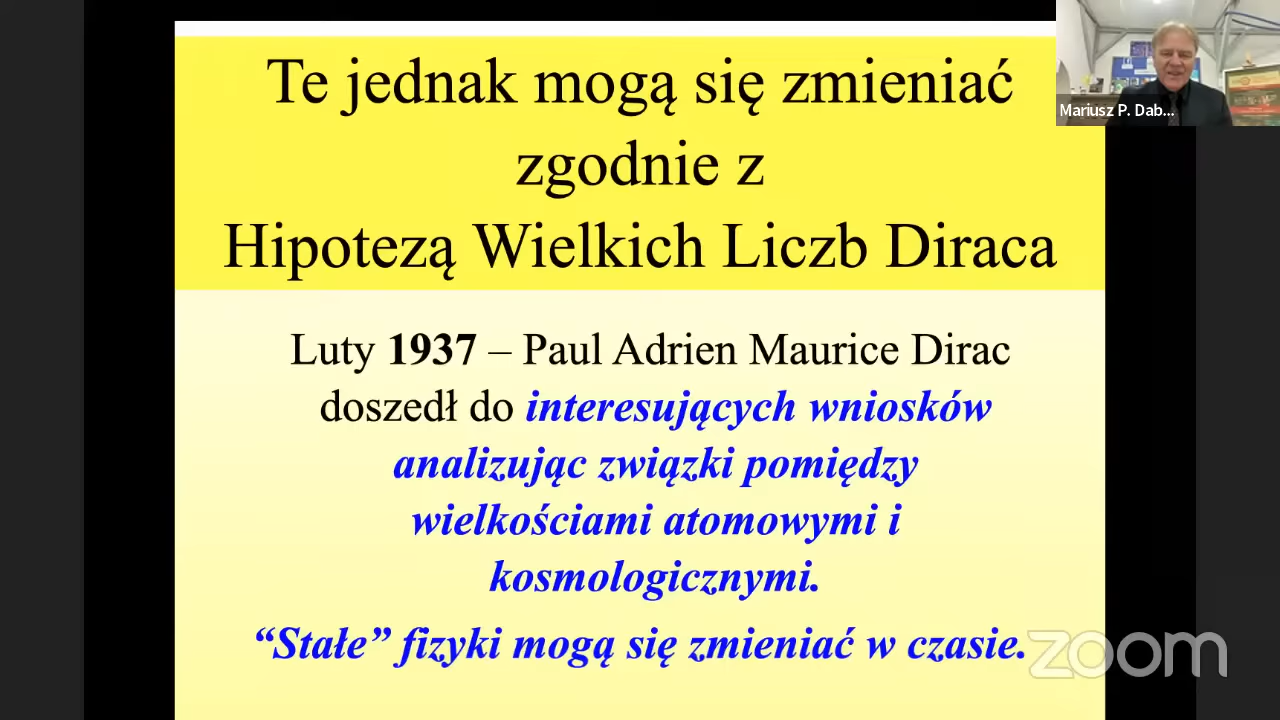 Te jednak mogą się zmieniać
zgodnie z
Hipotezą Wielkich Liczb Diraca
Mariusz P. Dab...
Luty 1937 – Paul Adrien Maurice Dirac
doszedł do interesujących wniosków
analizując związki pomiędzy
wielkościami atomowymi i
kosmologicznymi.
“Stałe” fizyki mogą się zmieniać w czasie.
zoom